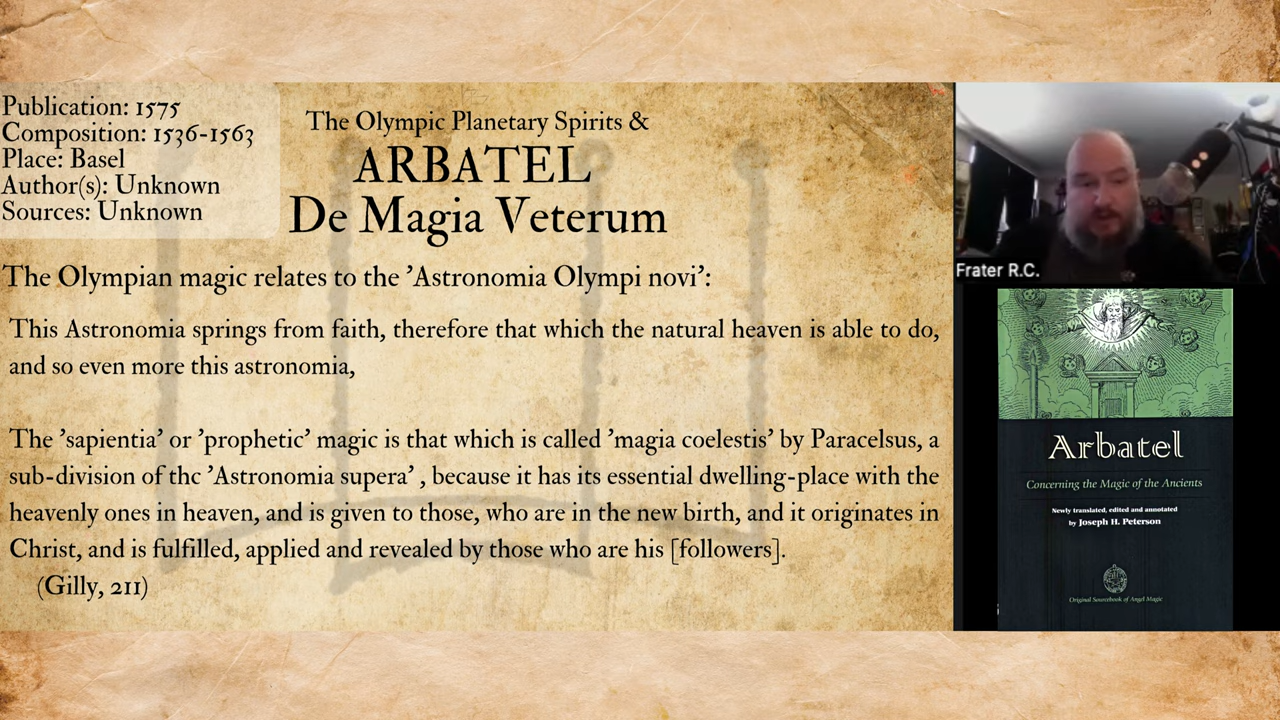 Publication: 1575
Composition: 1536-1563
Place: Basel
Author(s): Unknown
Sources: Unknown
The Olympic Planetary Spirits &
ARBATEL
De Magia Veterum
The Olympian magic relates to the 'Astronomia Olympi novi':
This Astronomia springs from faith, therefore that which the natural heaven is able to do,
and so even more this astronomia,
The 'sapientia' or 'prophetic' magic is that which is called 'magia coelestis' by Paracelsus, a
sub-division of thc 'Astronomia supera' , because it has its essential dwelling-place with the
heavenly ones in heaven, and is given to those, who are in the new birth, and it originates in
Christ, and is fulfilled, applied and revealed by those who are his [followers].
(Gilly, 211)
Frater R.C.
Arbatel
Concerning the Magic of the Ancients
Newly translated, edited and annotated
by Joseph H. Peterson
Original Sourcebook of Angel Magic